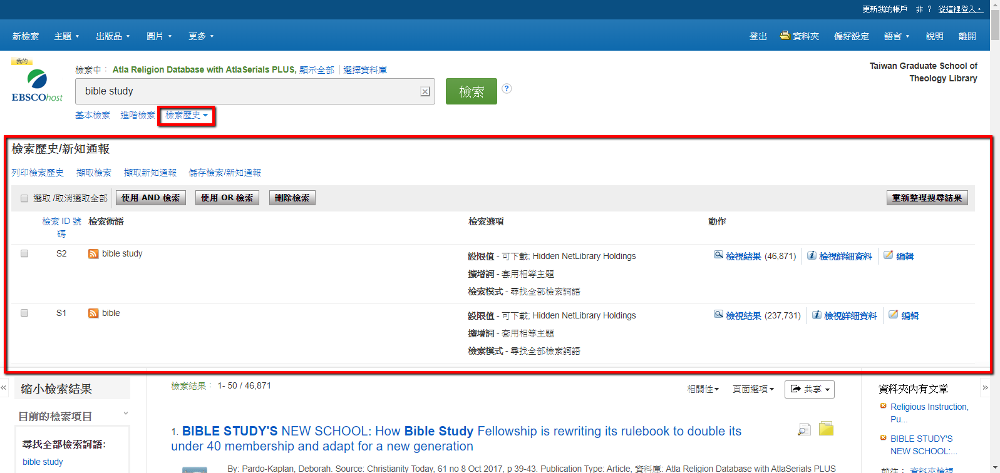 更新我的帳戶 非 ? 從這裡登入。
新檢索 主題 出版品 圖片 更多 登出 資料夾 偏好設定 語言 說明 離開
我的
EBSCOhost
檢索中： Atla Religion Database with AtlaSerials PLUS, 顯示全部 選擇資料庫
Taiwan Graduate School of
Theology Library
bible study
檢索
?
基本檢索 進階檢索 檢索歷史
檢索歷史/新知通報
列印檢索歷史 擷取檢索 擷取新知通報 儲存檢索/新知通報
選取 /取消選取全部 使用 AND 檢索 使用 OR 檢索 刪除檢索 重新整理搜尋結果
檢索 ID 號碼 檢索術語 檢索選項 動作
S2 bible study 設限值 - 可下載; Hidden NetLibrary Holdings 檢視結果 (46,871) 檢視詳細資料 編輯
擴增詞 - 套用相等主題
檢索模式 - 尋找全部檢索詞語
S1 bible 設限值 - 可下載; Hidden NetLibrary Holdings 檢視結果 (237,731) 檢視詳細資料 編輯
擴增詞 - 套用相等主題
檢索模式 - 尋找全部檢索詞語
« 縮小檢索結果
目前的檢索項目
尋找全部檢索詞語:
bible study
檢索結果： 1- 50 / 46,871
相關性 頁面選項 共享
1. BIBLE STUDY'S NEW SCHOOL: How Bible Study Fellowship is rewriting its rulebook to double its
under 40 membership and adapt for a new generation
By: Pardo-Kaplan, Deborah. Source: Christianity Today, 61 no 8 Oct 2017, p 39-43. Publication Type: Article, 資料庫: Atla Religion Database with AtlaSerials PLUS
資料夾內有文章 »
Religious Instruction,
Pu...
BIBLE STUDY'S
NEW SCHOOL:...
前往： 資料夾檢視